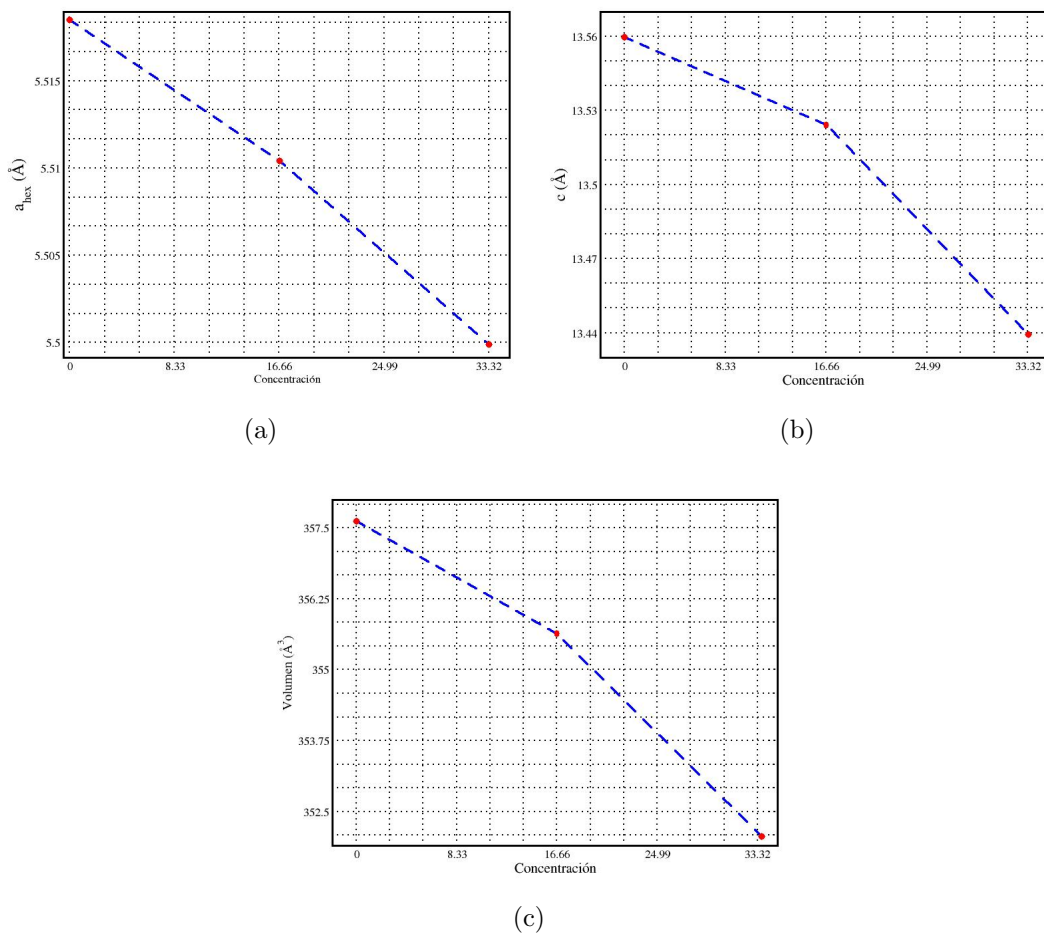 a_hex (Å)
5.515
5.51
5.505
5.5
0 8.33 16.66 24.99 33.32
Concentración
(a)
c (Å)
13.56
13.53
13.5
13.47
13.44
0 8.33 16.66 24.99 33.32
Concentración
(b)
Volumen (Å³)
357.5
356.25
355
353.75
352.5
0 8.33 16.66 24.99 33.32
Concentración
(c)